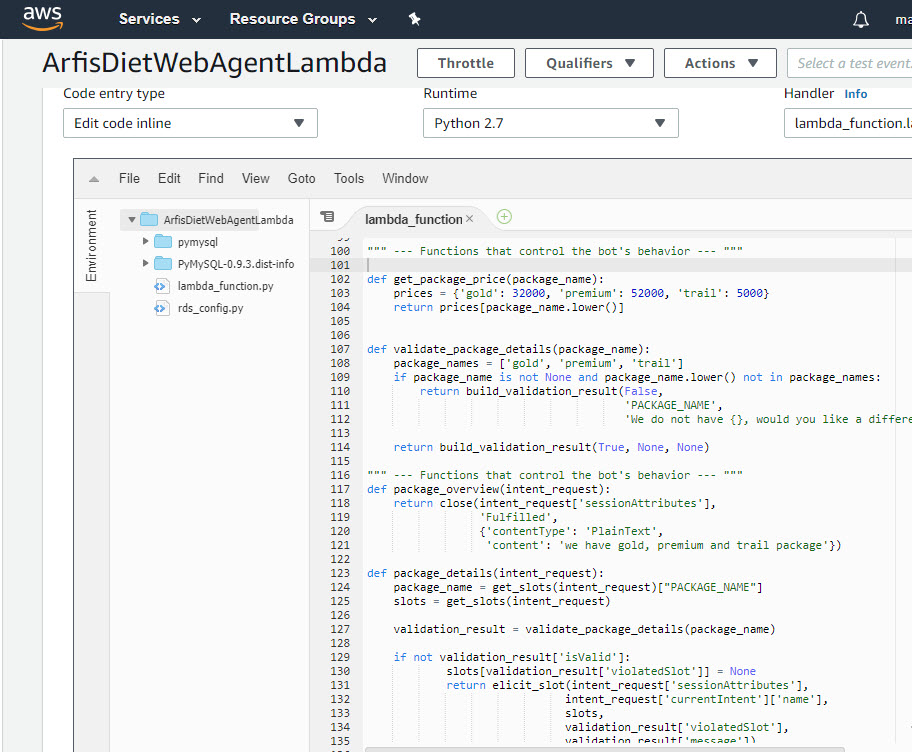 aws Services Resource Groups ma
ArfisDietWebAgentLambda Throttle Qualifiers Actions Select a test event
Code entry type Runtime Handler Info
Edit code inline Python 2.7 lambda_function.la
File Edit Find View Goto Tools Window
Environment
ArfisDietWebAgentLambda
pymysql
PyMySQL-0.9.3.dist-info
lambda_function.py
rds_config.py
lambda_function
100 """ --- Functions that control the bot's behavior --- """
101
102 def get_package_price(package_name):
103     prices = {'gold': 32000, 'premium': 52000, 'trail': 5000}
104     return prices[package_name.lower()]
105
106
107 def validate_package_details(package_name):
108     package_names = ['gold', 'premium', 'trail']
109     if package_name is not None and package_name.lower() not in package_names:
110         return build_validation_result(False,
111                                        'PACKAGE_NAME',
112                                        'We do not have {}, would you like a differe
113
114     return build_validation_result(True, None, None)
115
116 """ --- Functions that control the bot's behavior --- """
117 def package_overview(intent_request):
118     return close(intent_request['sessionAttributes'],
119                  'Fulfilled',
120                  {'contentType': 'PlainText',
121                   'content': 'we have gold, premium and trail package'})
122
123 def package_details(intent_request):
124     package_name = get_slots(intent_request)["PACKAGE_NAME"]
125     slots = get_slots(intent_request)
126
127     validation_result = validate_package_details(package_name)
128
129     if not validation_result['isValid']:
130             slots[validation_result['violatedSlot']] = None
131             return elicit_slot(intent_request['sessionAttributes'],
132                                intent_request['currentIntent']['name'],
133                                slots,
134                                validation_result['violatedSlot'],
135                                validation_result['message'])